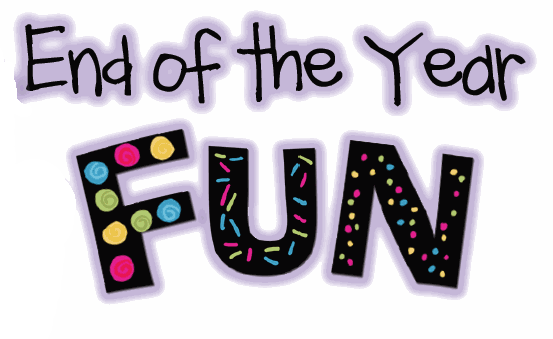 End of the Year
FUN